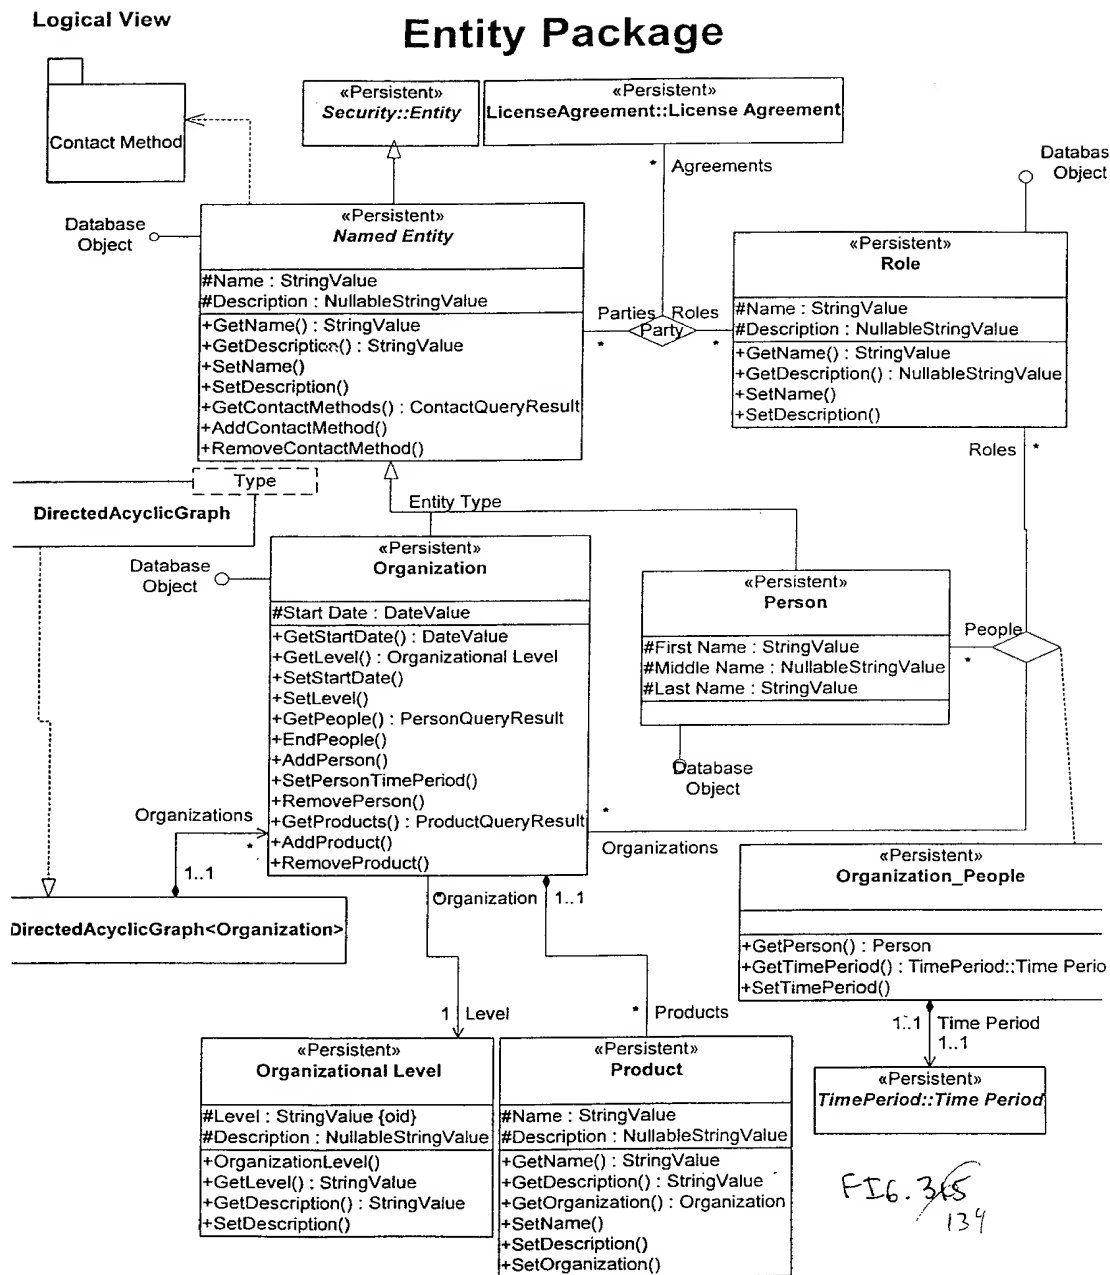 Logical View
Entity Package
Contact Method
«Persistent»
Security::Entity
«Persistent»
LicenseAgreement::License Agreement
* Agreements
Databas
Object
Database
Object
«Persistent»
Named Entity
#Name : StringValue
#Description : NullableStringValue
+GetName() : StringValue
+GetDescription() : StringValue
+SetName()
+SetDescription()
+GetContactMethods() : ContactQueryResult
+AddContactMethod()
+RemoveContactMethod()
Parties
*
Party
Roles
*
«Persistent»
Role
#Name : StringValue
#Description : NullableStringValue
+GetName() : StringValue
+GetDescription() : NullableStringValue
+SetName()
+SetDescription()
Roles *
Type
DirectedAcyclicGraph
Entity Type
Database
Object
«Persistent»
Organization
#Start Date : DateValue
+GetStartDate() : DateValue
+GetLevel() : Organizational Level
+SetStartDate()
+SetLevel()
+GetPeople() : PersonQueryResult
+EndPeople()
+AddPerson()
+SetPersonTimePeriod()
+RemovePerson()
+GetProducts() : ProductQueryResult
+AddProduct()
+RemoveProduct()
«Persistent»
Person
#First Name : StringValue
#Middle Name : NullableStringValue
#Last Name : StringValue
People
*
Database
Object
Organizations
*
1..1
*
Organizations
DirectedAcyclicGraph<Organization>
«Persistent»
Organization_People
+GetPerson() : Person
+GetTimePeriod() : TimePeriod::Time Perio
+SetTimePeriod()
*
Organization
1..1
1 Level
* Products
1..1 Time Period
1..1
«Persistent»
TimePeriod::Time Period
«Persistent»
Organizational Level
#Level : StringValue {oid}
#Description : NullableStringValue
+OrganizationLevel()
+GetLevel() : StringValue
+GetDescription() : StringValue
+SetDescription()
«Persistent»
Product
#Name : StringValue
#Description : NullableStringValue
+GetName() : StringValue
+GetDescription() : StringValue
+GetOrganization() : Organization
+SetName()
+SetDescription()
+SetOrganization()
FIG.
134